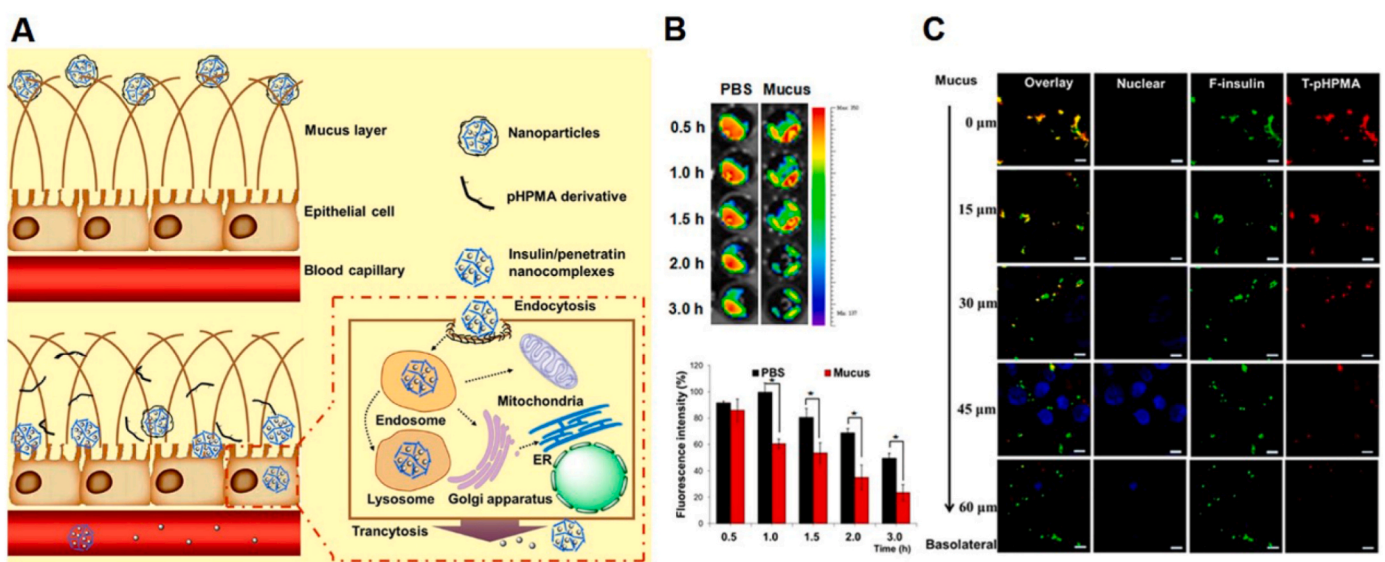 A
Mucus layer
Epithelial cell
Blood capillary
Nanoparticles
pHPMA derivative
Insulin/penetratin
nanocomplexes
Endocytosis
Endosome
Mitochondria
ER
Lysosome
Golgi apparatus
Trancytosis
B
PBS Mucus
0.5 h
1.0 h
1.5 h
2.0 h
3.0 h
Fluorescence intensity (%)
PBS Mucus
120
100
80
60
40
20
0
* * * *
0.5 1.0 1.5 2.0 3.0
Time (h)
C
Mucus
Overlay Nuclear F-insulin T-pHPMA
0 μm
15 μm
30 μm
45 μm
60 μm
Basolateral